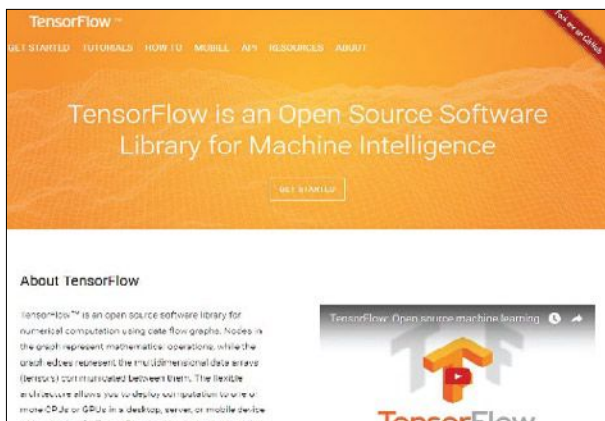 TensorFlow ™
GET STARTED TUTORIALS HOW TO MOBILE API RESOURCES ABOUT
Fork me on GitHub
TensorFlow is an Open Source Software
Library for Machine Intelligence
GET STARTED
About TensorFlow
TensorFlow™ is an open source software library for
numerical computation using data flow graphs. Nodes in
the graph represent mathematical operations, while the
graph edges represent the multidimensional data arrays
(tensors) communicated between them. The flexible
architecture allows you to deploy computation to one or
more CPUs or GPUs in a desktop, server, or mobile device
TensorFlow: Open source machine learning
TensorFlow